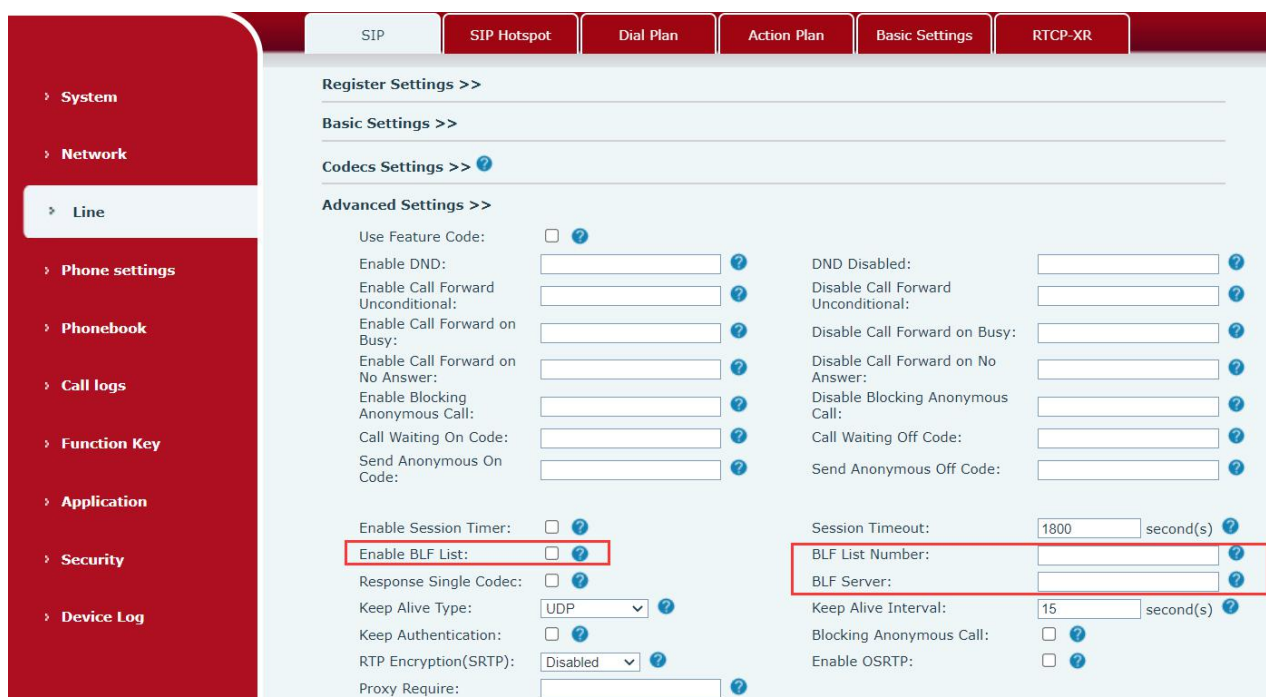 SIP SIP Hotspot Dial Plan Action Plan Basic Settings RTCP-XR
› System
› Network
› Line
› Phone settings
› Phonebook
› Call logs
› Function Key
› Application
› Security
› Device Log
Register Settings >>
Basic Settings >>
Codecs Settings >> ?
Advanced Settings >>
Use Feature Code: ?
Enable DND: ? DND Disabled: ?
Enable Call Forward
Unconditional: ? Disable Call Forward
Unconditional: ?
Enable Call Forward on
Busy: ? Disable Call Forward on Busy: ?
Enable Call Forward on
No Answer: ? Disable Call Forward on No
Answer: ?
Enable Blocking
Anonymous Call: ? Disable Blocking Anonymous
Call: ?
Call Waiting On Code: ? Call Waiting Off Code: ?
Send Anonymous On
Code: ? Send Anonymous Off Code: ?
Enable Session Timer: ? Session Timeout: 1800 second(s) ?
Enable BLF List: ? BLF List Number: ?
Response Single Codec: ? BLF Server: ?
Keep Alive Type: UDP ? Keep Alive Interval: 15 second(s) ?
Keep Authentication: ? Blocking Anonymous Call: ?
RTP Encryption(SRTP): Disabled ? Enable OSRTP: ?
Proxy Require: ?